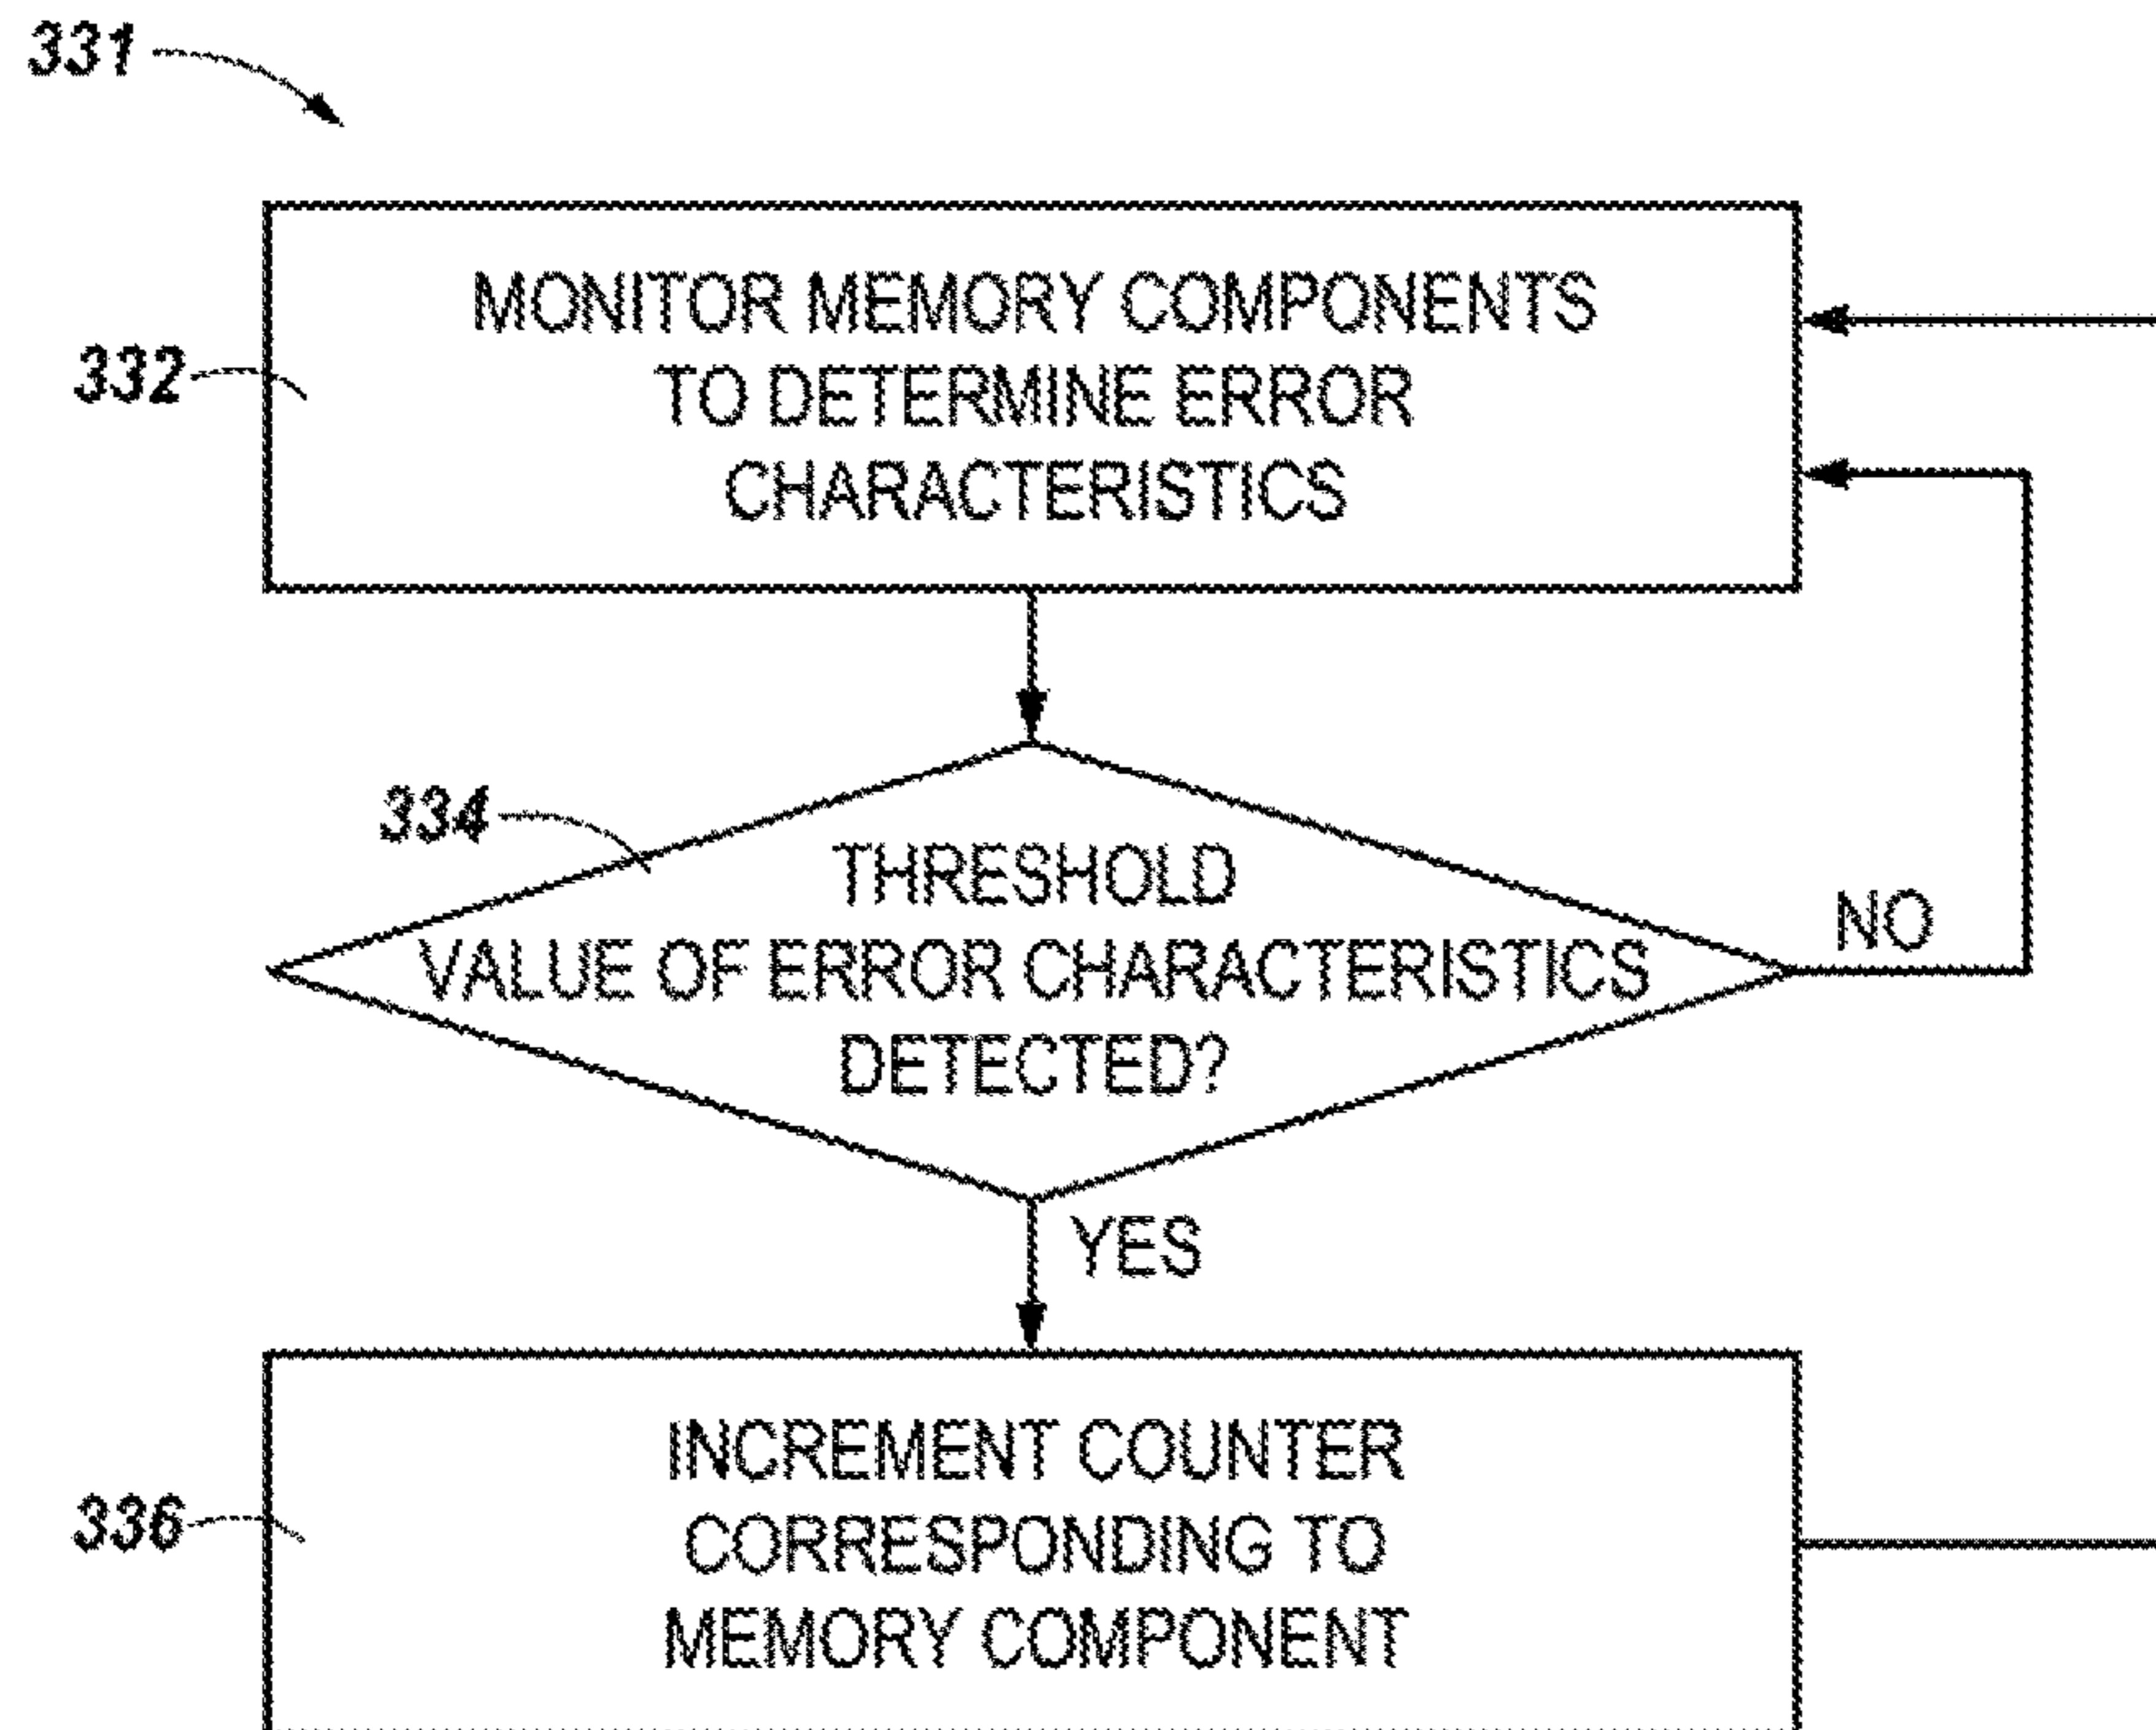 331
MONITOR MEMORY COMPONENTS
TO DETERMINE ERROR
CHARACTERISTICS
332
334
THRESHOLD
VALUE OF ERROR CHARACTERISTICS
DETECTED?
NO
YES
INCREMENT COUNTER
CORRESPONDING TO
MEMORY COMPONENT
336